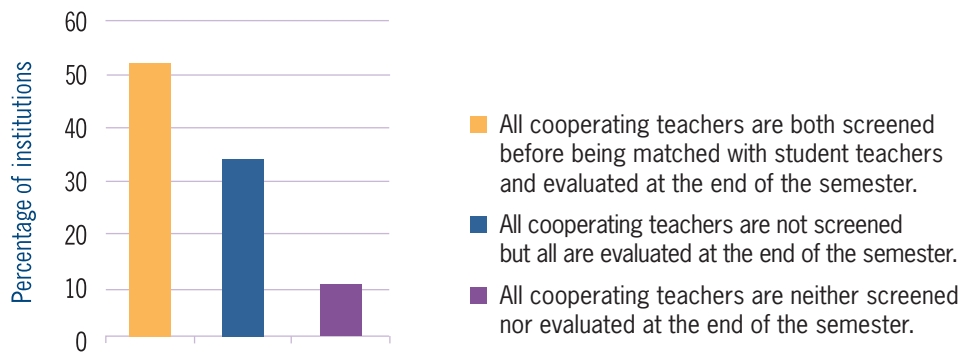 Percentage of institutions
60
50
40
30
20
10
0
All cooperating teachers are both screened
before being matched with student teachers
and evaluated at the end of the semester.
All cooperating teachers are not screened
but all are evaluated at the end of the semester.
All cooperating teachers are neither screened
nor evaluated at the end of the semester.